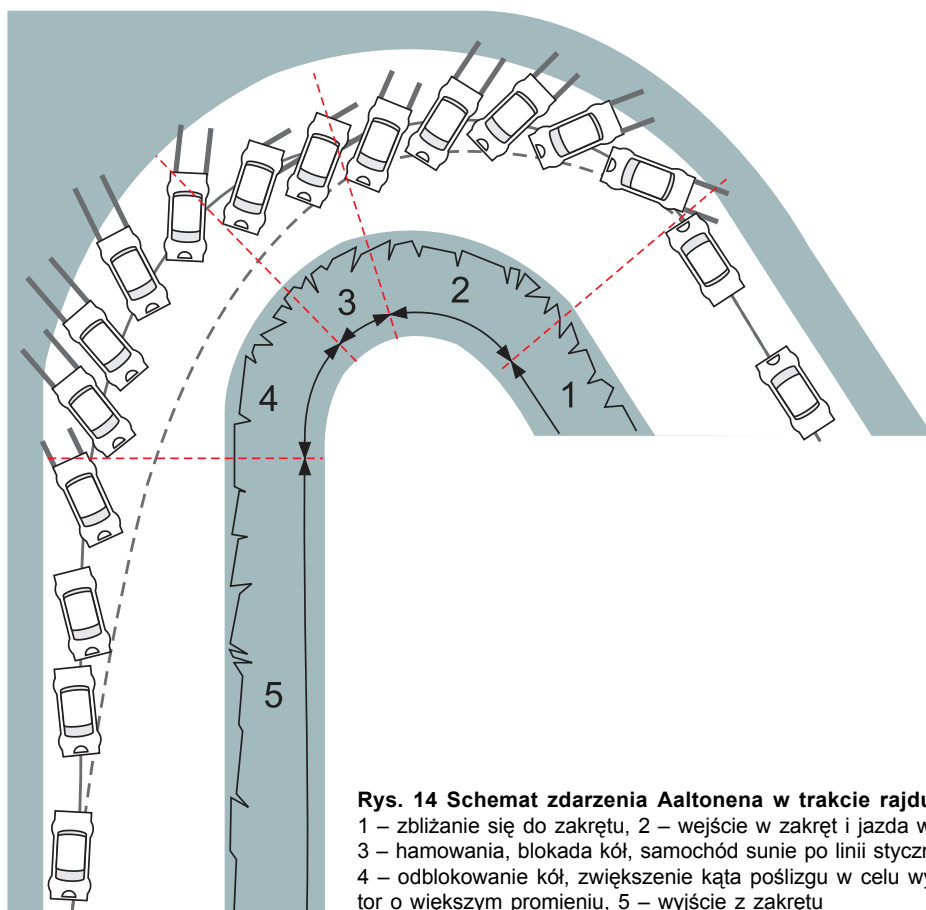 3
2
4
1
5
Rys. 14 Schemat zdarzenia Aaltonena w trakcie rajdu
1 – zbliżanie się do zakrętu, 2 – wejście w zakręt i jazda w
3 – hamowania, blokada kół, samochód sunie po linii
4 – odblokowanie kół, zwiększenie kąta poślizgu w celu
tor o większym promieniu, 5 – wyjście z zakrętu